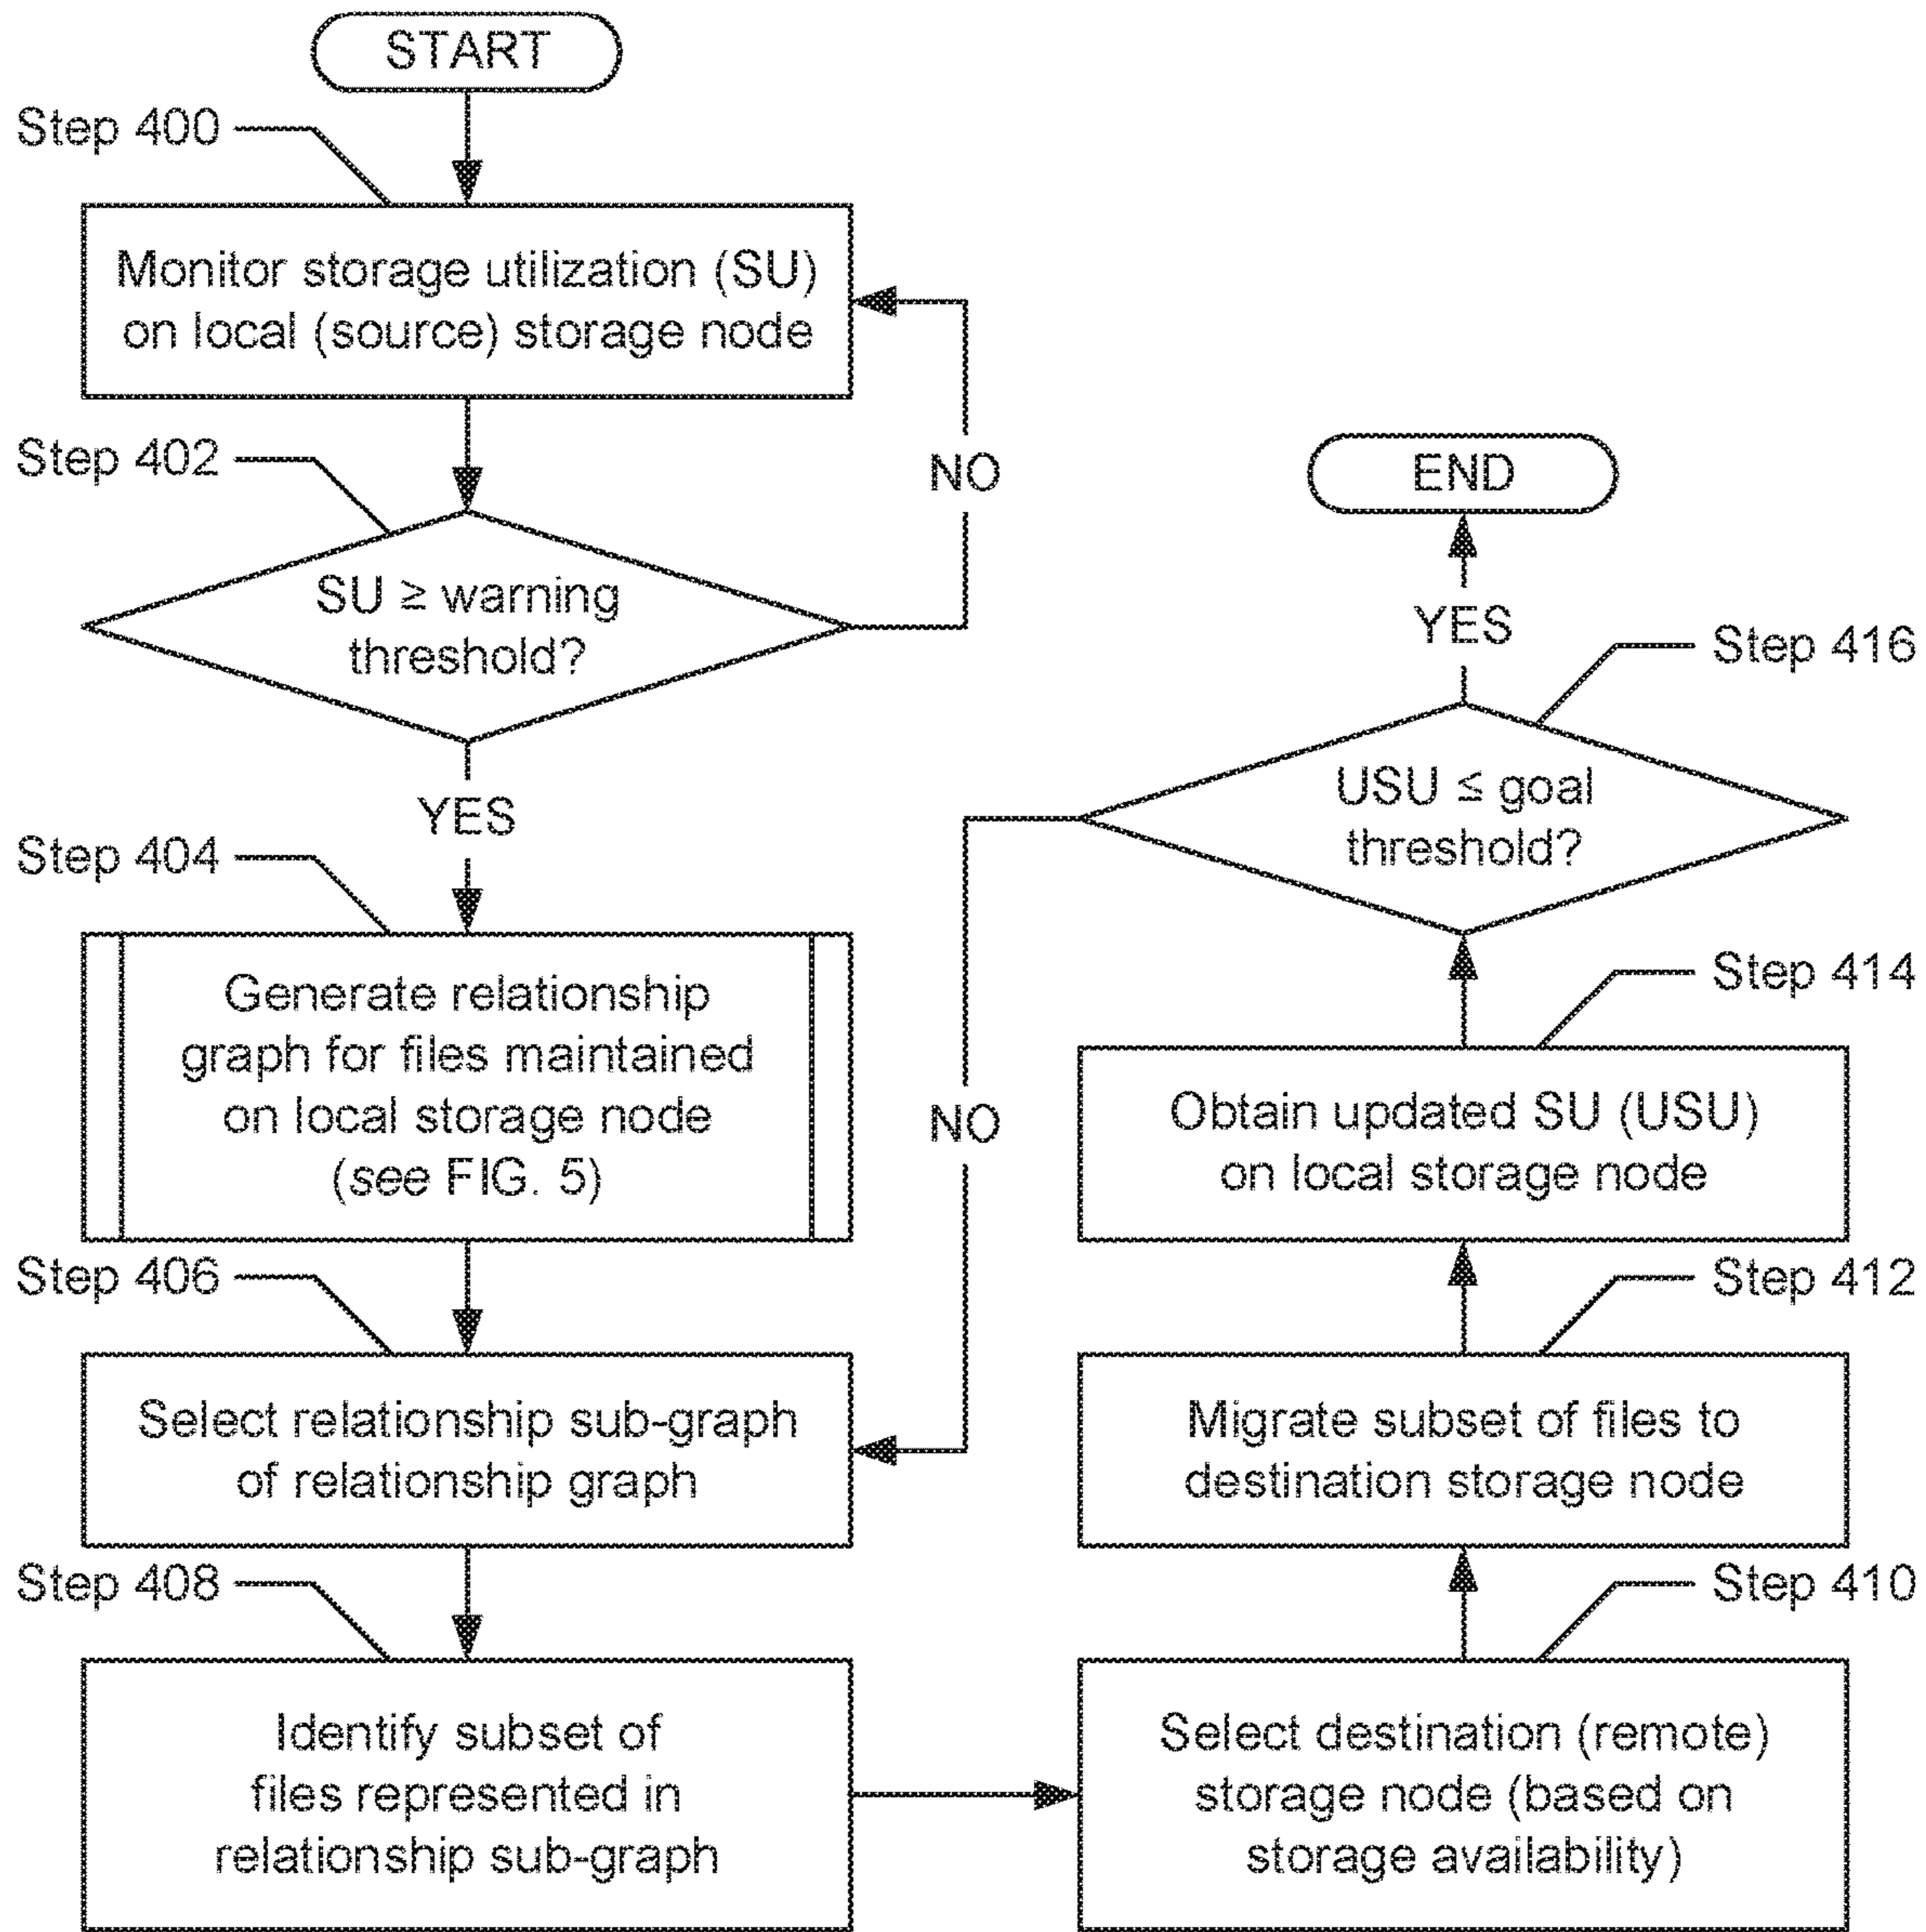 START
Step 400
Monitor storage utilization (SU)
on local (source) storage node
Step 402
NO
SU ≥ warning
threshold?
YES
Step 404
Generate relationship
graph for files maintained
on local storage node
(see FIG. 5)
Step 406
Select relationship sub-graph
of relationship graph
Step 408
Identify subset of
files represented in
relationship sub-graph
Step 410
Select destination (remote)
storage node (based on
storage availability)
Step 412
Migrate subset of files to
destination storage node
Step 414
Obtain updated SU (USU)
on local storage node
Step 416
USU ≤ goal
threshold?
NO
YES
END